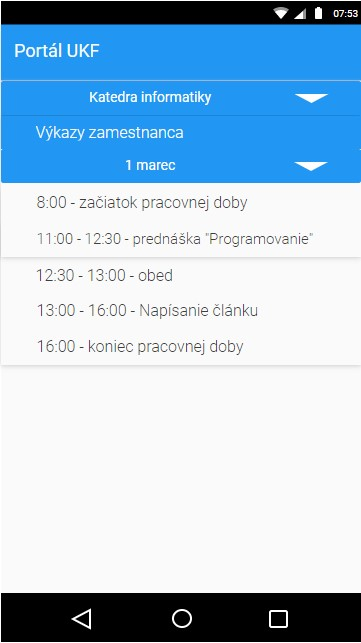 07:53
Portál UKF
Katedra informatiky
Výkazy zamestnanca
1 marec
8:00 - začiatok pracovnej doby
11:00 - 12:30 - prednáška "Programovanie"
12:30 - 13:00 - obed
13:00 - 16:00 - Napísanie článku
16:00 - koniec pracovnej doby